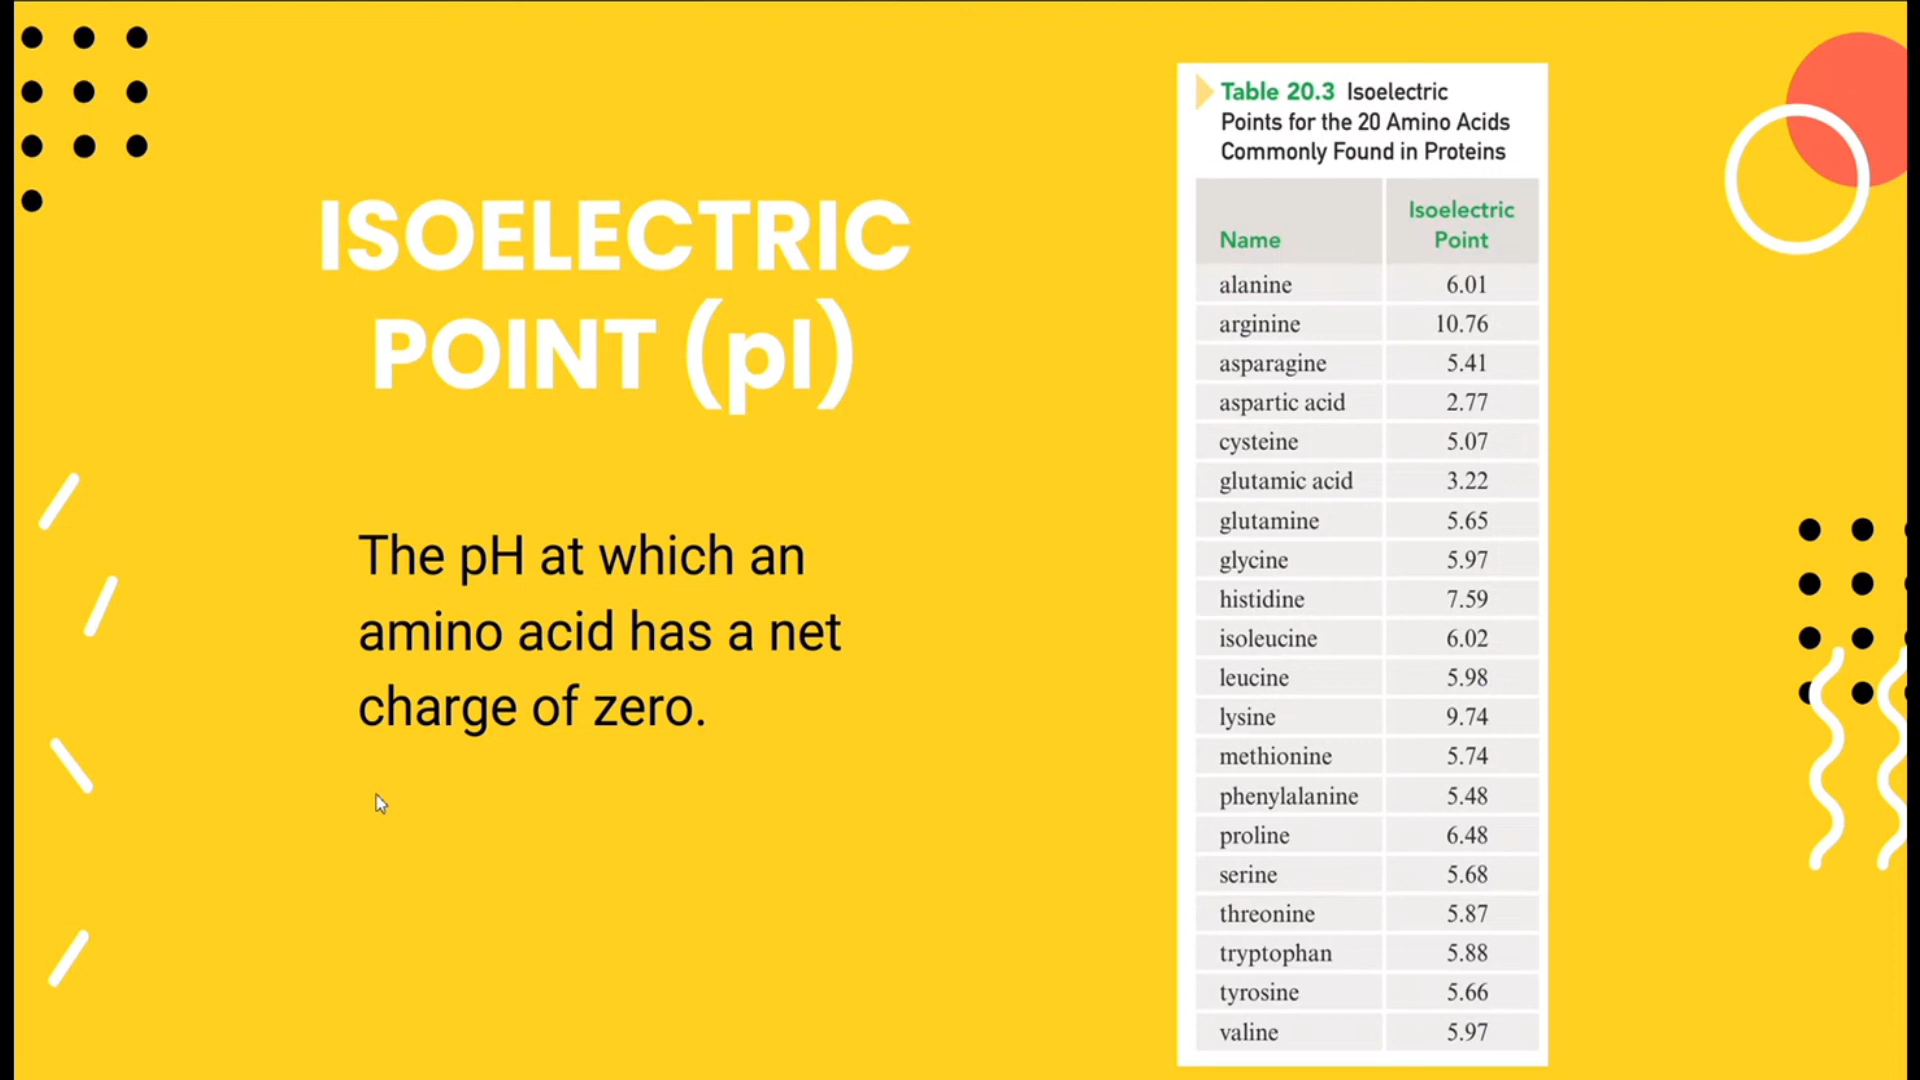 ISOELECTRIC
POINT (pI)
The pH at which an
amino acid has a net
charge of zero.
Table 20.3 Isoelectric
Points for the 20 Amino Acids
Commonly Found in Proteins
Name Isoelectric Point
alanine 6.01
arginine 10.76
asparagine 5.41
aspartic acid 2.77
cysteine 5.07
glutamic acid 3.22
glutamine 5.65
glycine 5.97
histidine 7.59
isoleucine 6.02
leucine 5.98
lysine 9.74
methionine 5.74
phenylalanine 5.48
proline 6.48
serine 5.68
threonine 5.87
tryptophan 5.88
tyrosine 5.66
valine 5.97